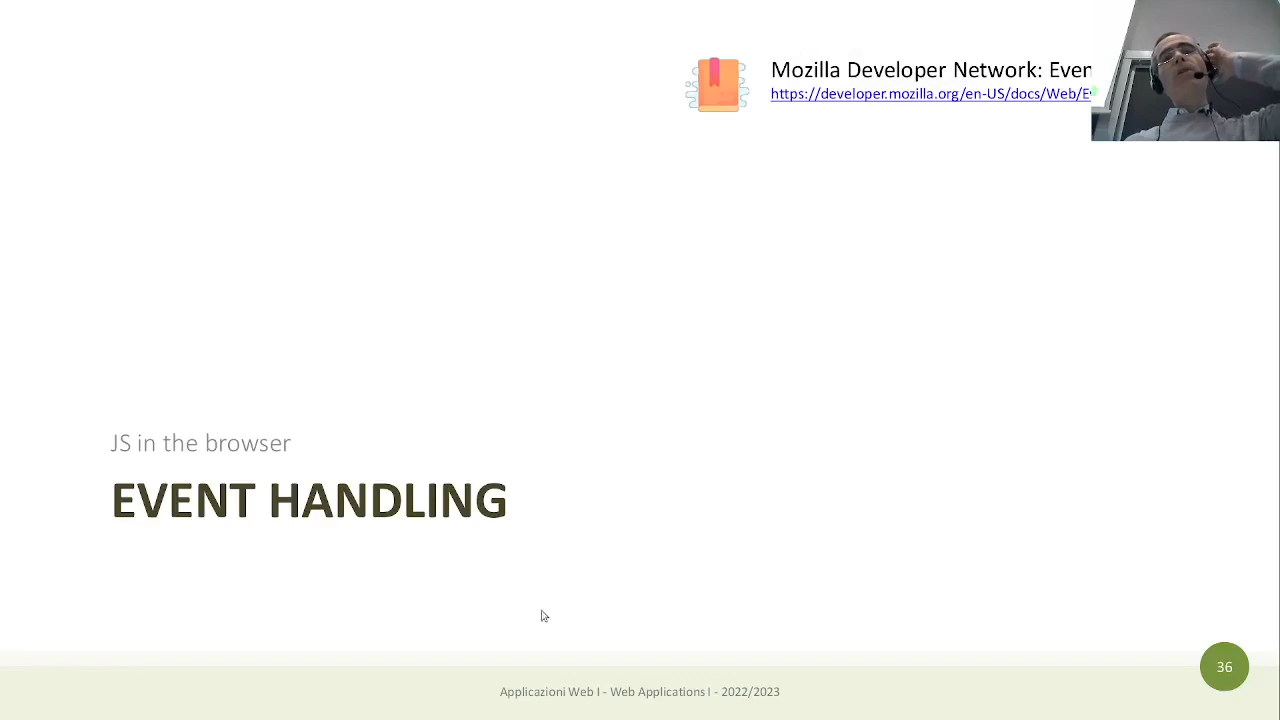 Mozilla Developer Network:
https://developer.mozilla.org/en-US/docs/Web/
JS in the browser
EVENT HANDLING
36
Applicazioni Web I - Web Applications I - 2022/2023